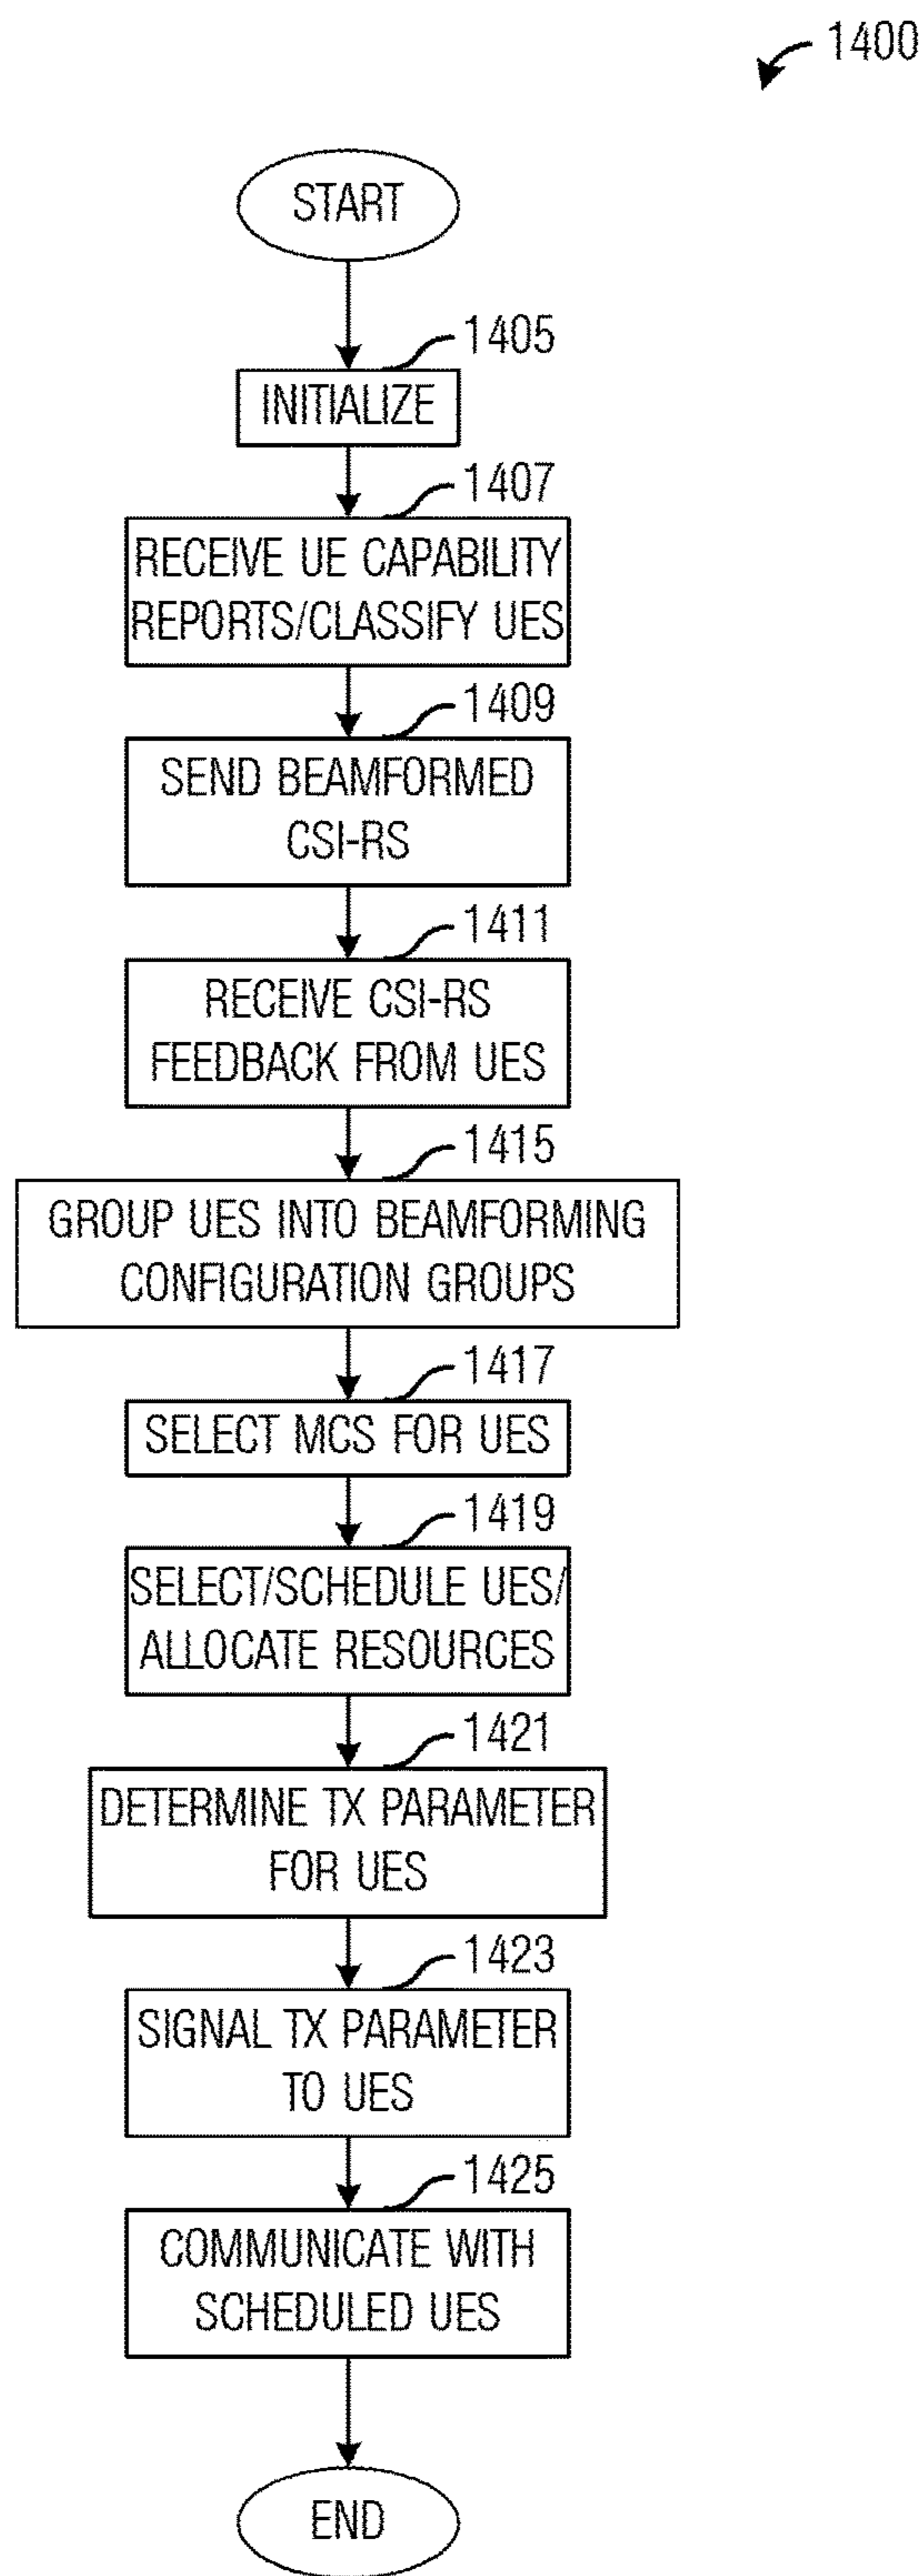 1400
START
1405
INITIALIZE
1407
RECEIVE UE CAPABILITY
REPORTS/CLASSIFY UES
1409
SEND BEAMFORMED
CSI-RS
1411
RECEIVE CSI-RS
FEEDBACK FROM UES
1415
GROUP UES INTO BEAMFORMING
CONFIGURATION GROUPS
1417
SELECT MCS FOR UES
1419
SELECT/SCHEDULE UES/
ALLOCATE RESOURCES
1421
DETERMINE TX PARAMETER
FOR UES
1423
SIGNAL TX PARAMETER
TO UES
1425
COMMUNICATE WITH
SCHEDULED UES
END